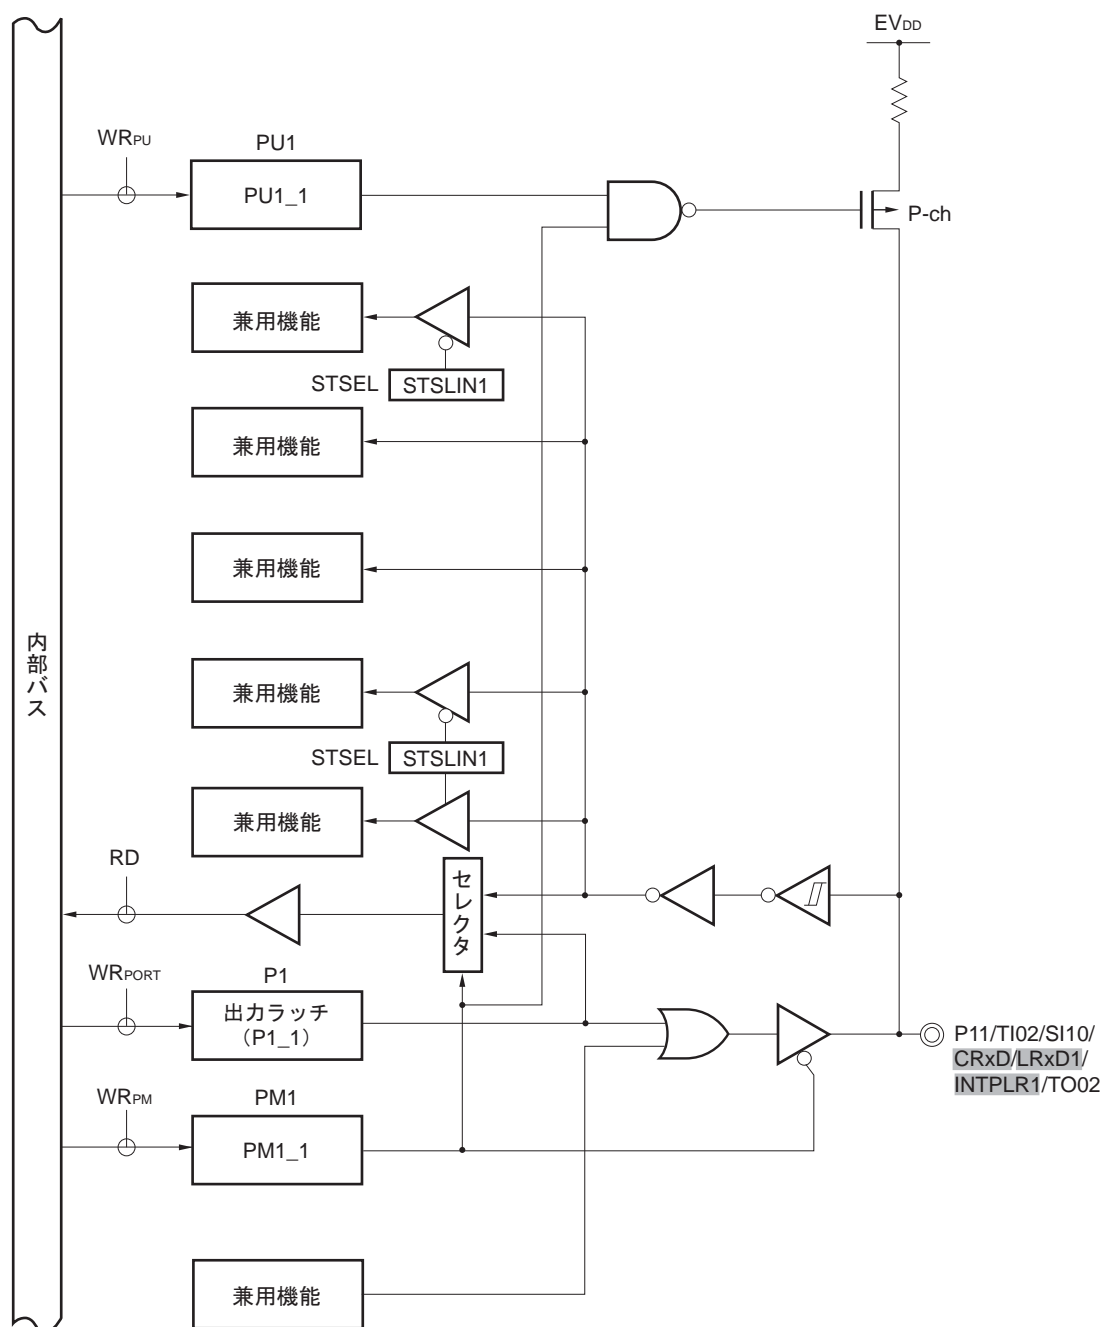 EVDD
WRPU
PU1
PU1_1
P-ch
兼用機能
STSEL
STSLIN1
兼用機能
兼用機能
内部バス
兼用機能
STSEL
STSLIN1
兼用機能
RD
セレクタ
WRPORT
P1
出力ラッチ
（P1_1）
P11/TI02/SI10/
CRxD/LRxD1/
INTPLR1/TO02
WRPM
PM1
PM1_1
兼用機能